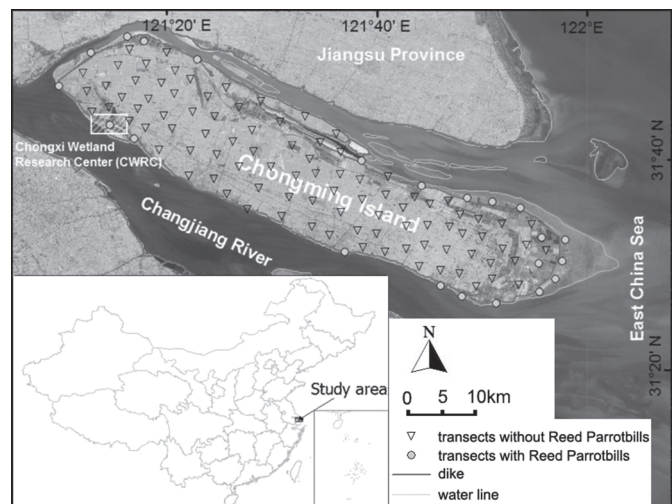 121°20' E
121°40' E
122° E
Jiangsu Province
31°40' N
Chongxi Wetland
Research Center (CWRC)
Chongming Island
Changjiang River
East China Sea
31°20' N
Study area
N
0 5 10km
transects without Reed Parrotbills
transects with Reed Parrotbills
dike
water line